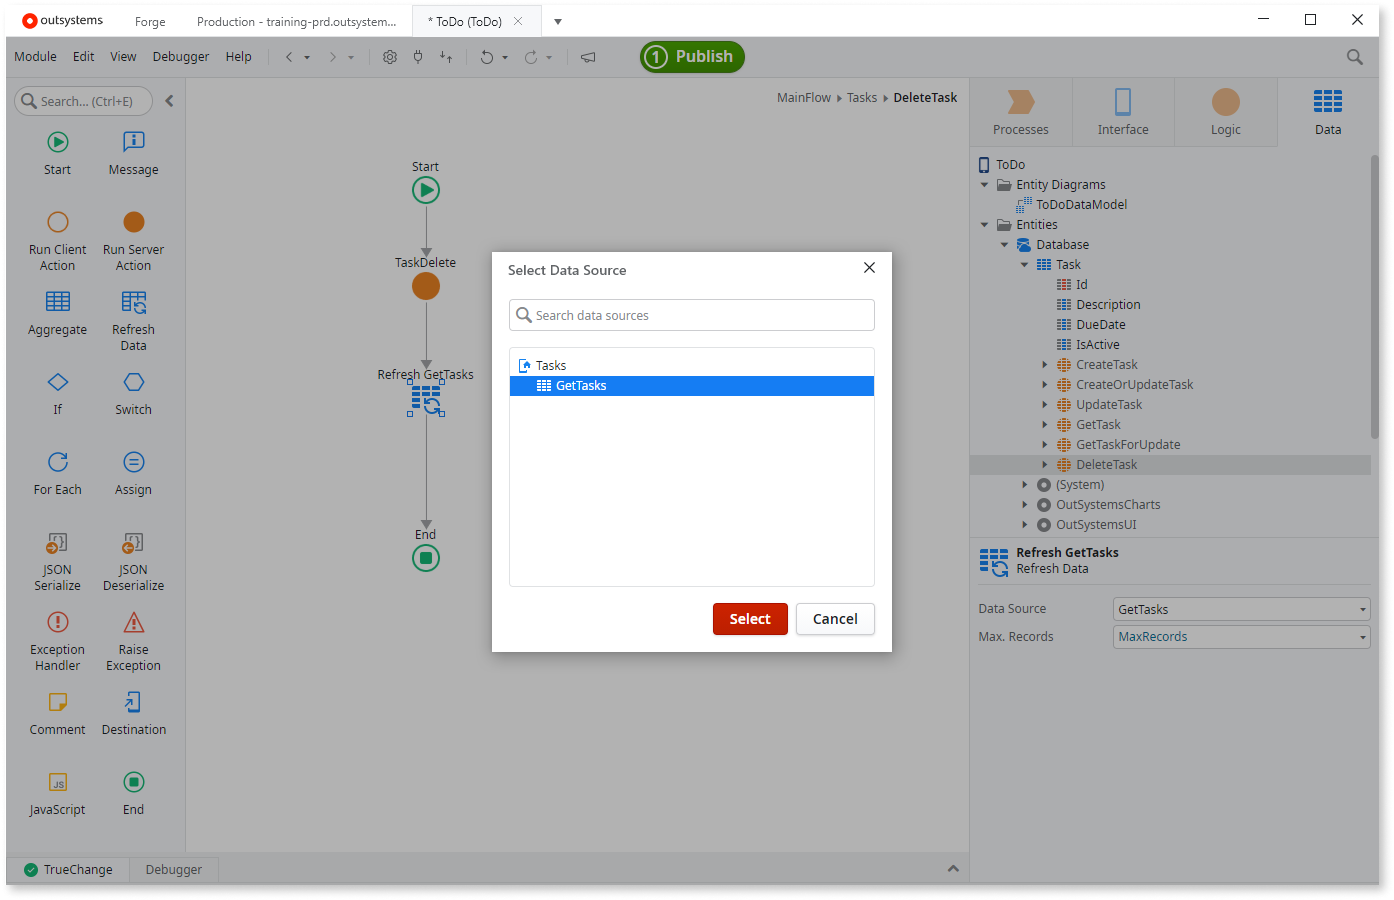 outsystems
Forge
Production - training-prd.outsystem...
* ToDo (ToDo)
Module
Edit
View
Debugger
Help
1
Publish
Search... (Ctrl+E)
MainFlow
Tasks
DeleteTask
Processes
Interface
Logic
Data
Start
Message
Run Client
Action
Run Server
Action
Aggregate
Refresh
Data
If
Switch
For Each
Assign
JSON
Serialize
JSON
Deserialize
Exception
Handler
Raise
Exception
Comment
Destination
JS
JavaScript
End
Start
TaskDelete
Refresh GetTasks
End
Select Data Source
Search data sources
Tasks
GetTasks
Select
Cancel
ToDo
Entity Diagrams
ToDoDataModel
Entities
Database
Task
Id
Description
DueDate
IsActive
CreateTask
CreateOrUpdateTask
UpdateTask
GetTask
GetTaskForUpdate
DeleteTask
(System)
OutSystemsCharts
OutSystemsUI
Refresh GetTasks
Refresh Data
Data Source
GetTasks
Max. Records
MaxRecords
TrueChange
Debugger